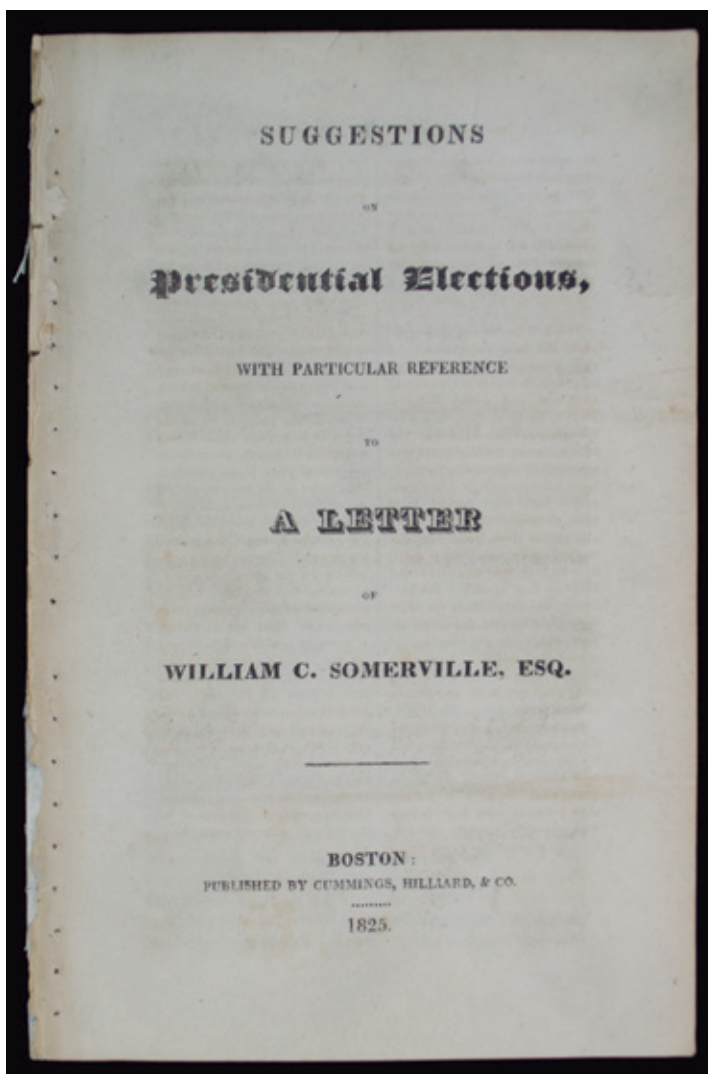 SUGGESTIONS
ON
Presidential Elections,
WITH PARTICULAR REFERENCE
TO
A LETTER
OF
WILLIAM C. SOMERVILLE, ESQ.
BOSTON:
PUBLISHED BY CUMMINGS, HILLIARD, & CO.
1825.